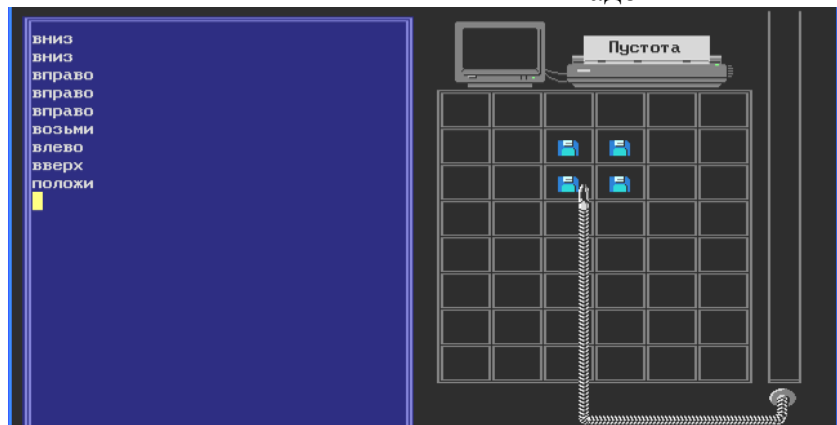 вниз
вниз
вправо
вправо
вправо
возьми
влево
вверх
положи
Пустота